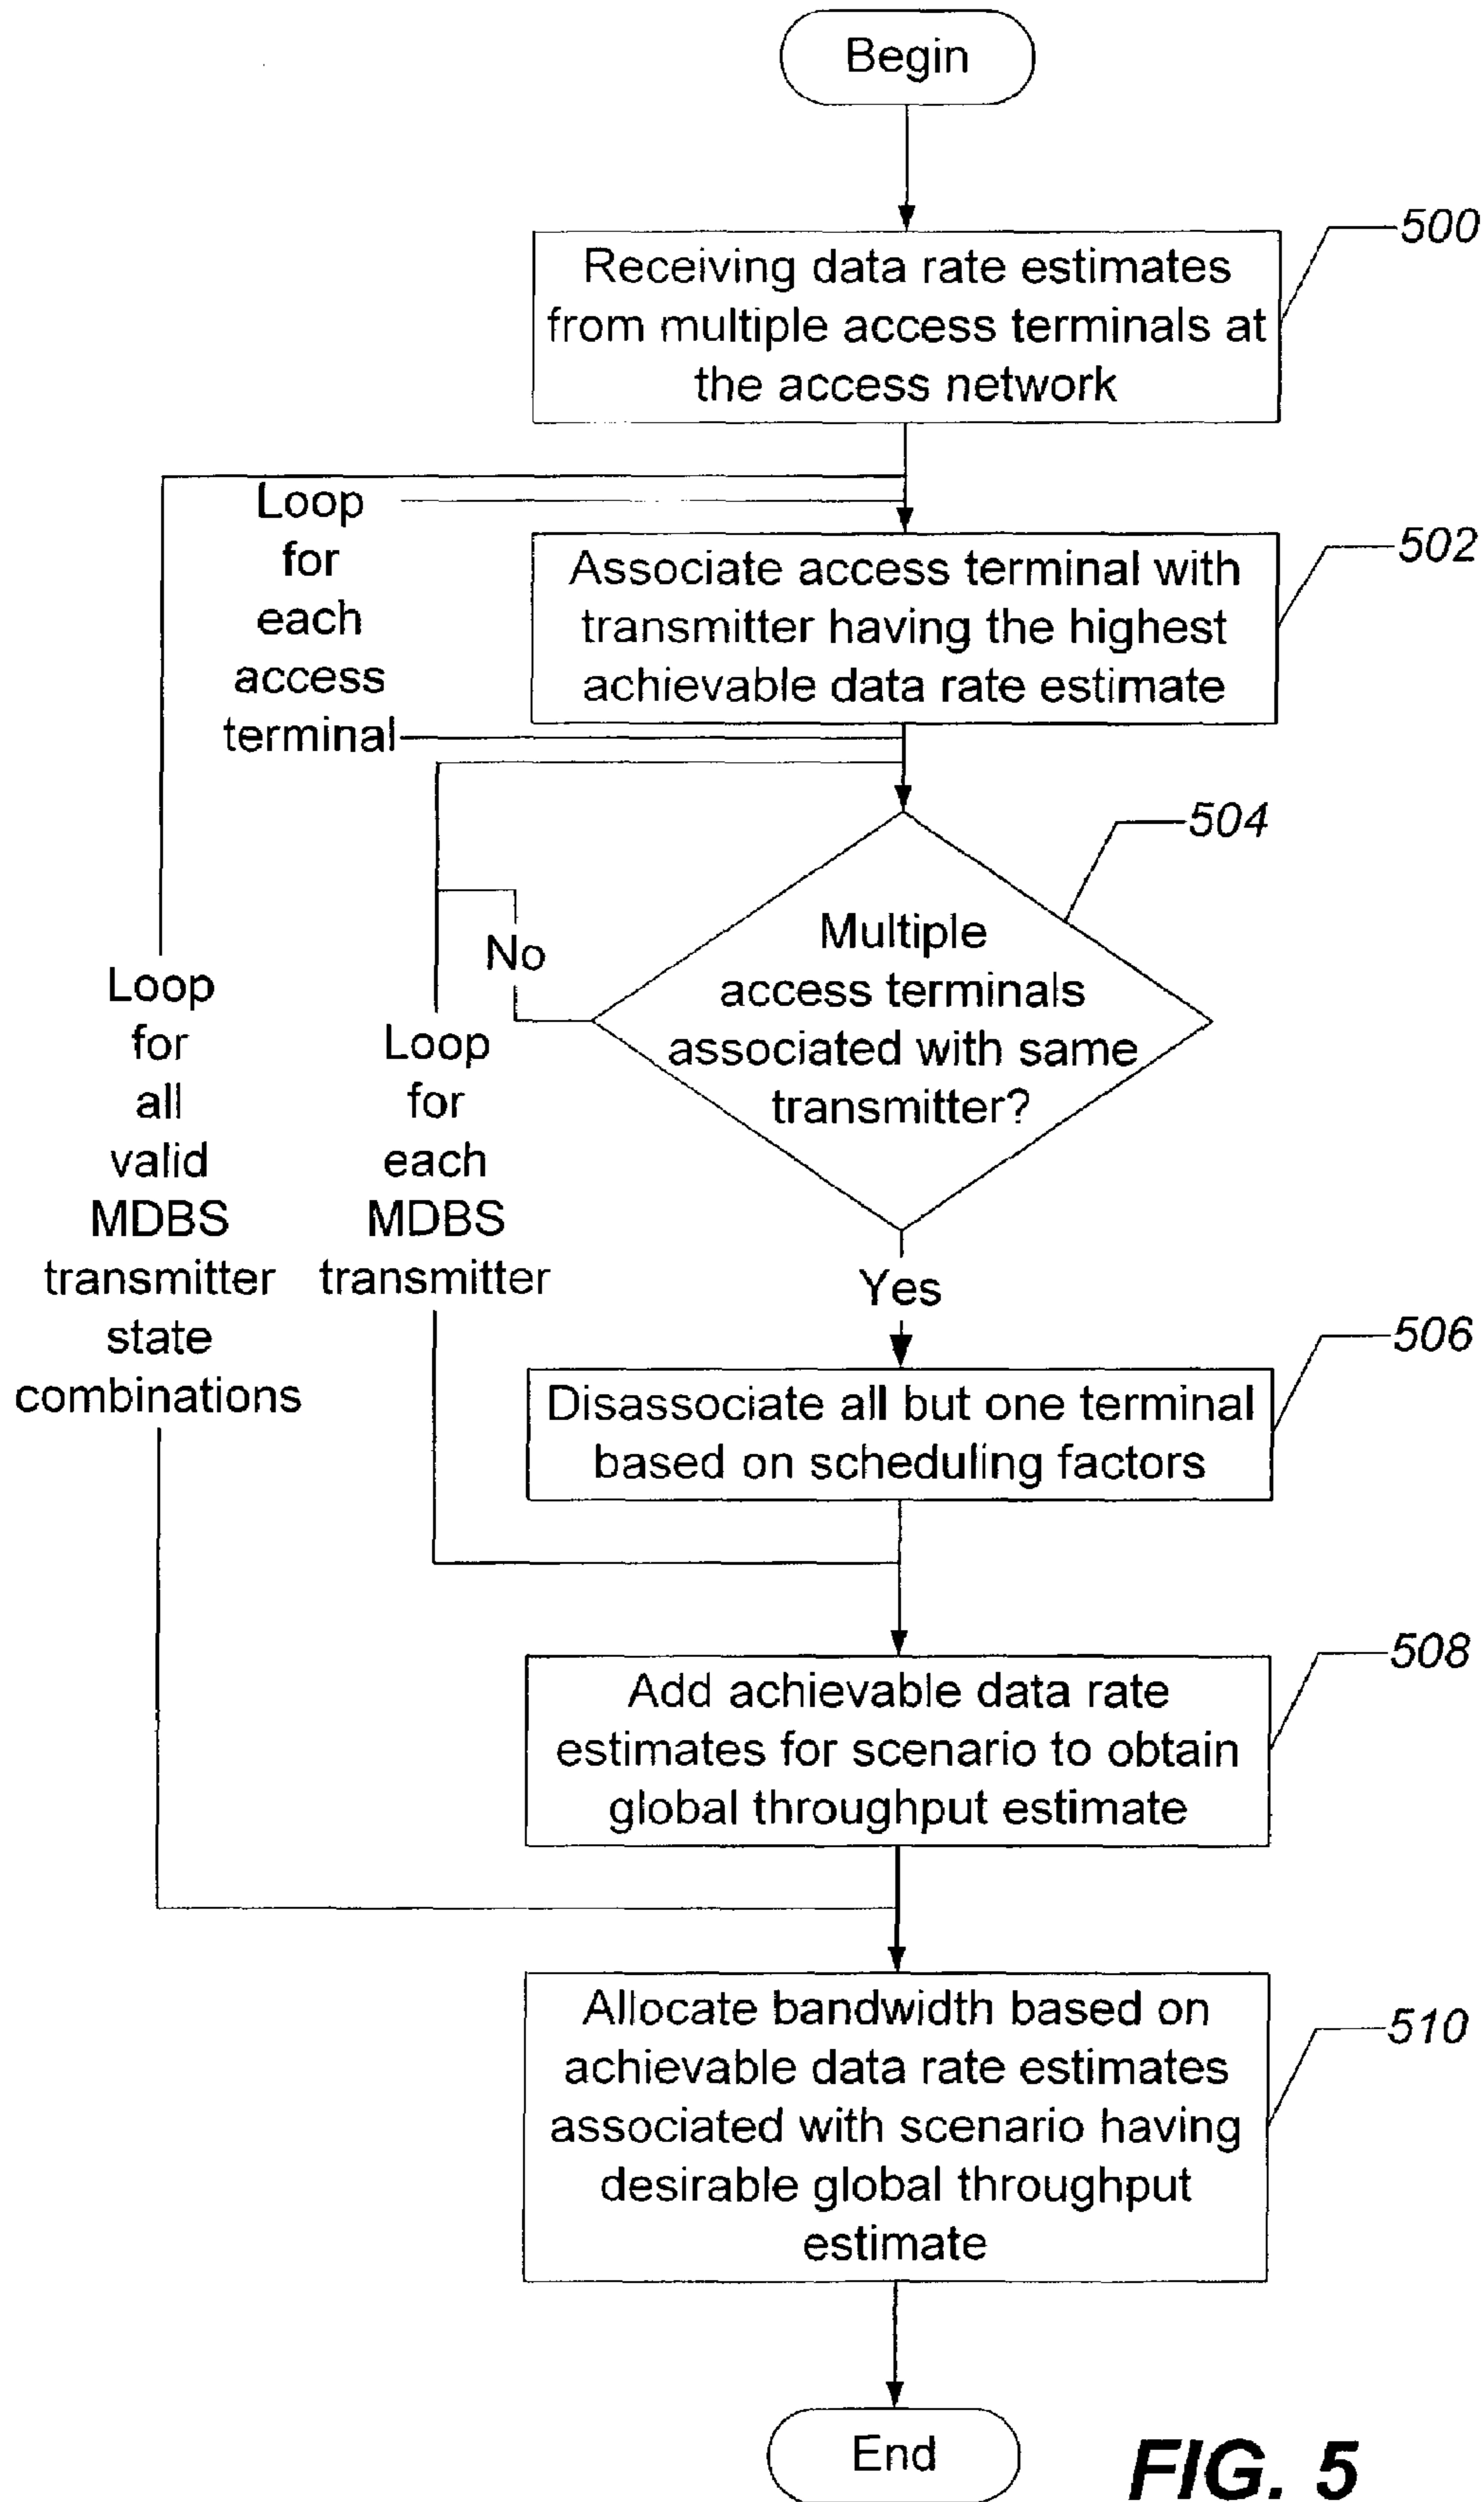 Begin
500
Receiving data rate estimates
from multiple access terminals at
the access network
Loop
for
each
access
terminal
502
Associate access terminal with
transmitter having the highest
achievable data rate estimate
504
Multiple
access terminals
associated with same
transmitter?
No
Loop
for
all
valid
MDBS
transmitter
state
combinations
Loop
for
each
MDBS
transmitter
Yes
506
Disassociate all but one terminal
based on scheduling factors
508
Add achievable data rate
estimates for scenario to obtain
global throughput estimate
510
Allocate bandwidth based on
achievable data rate estimates
associated with scenario having
desirable global throughput
estimate
End
FIG. 5